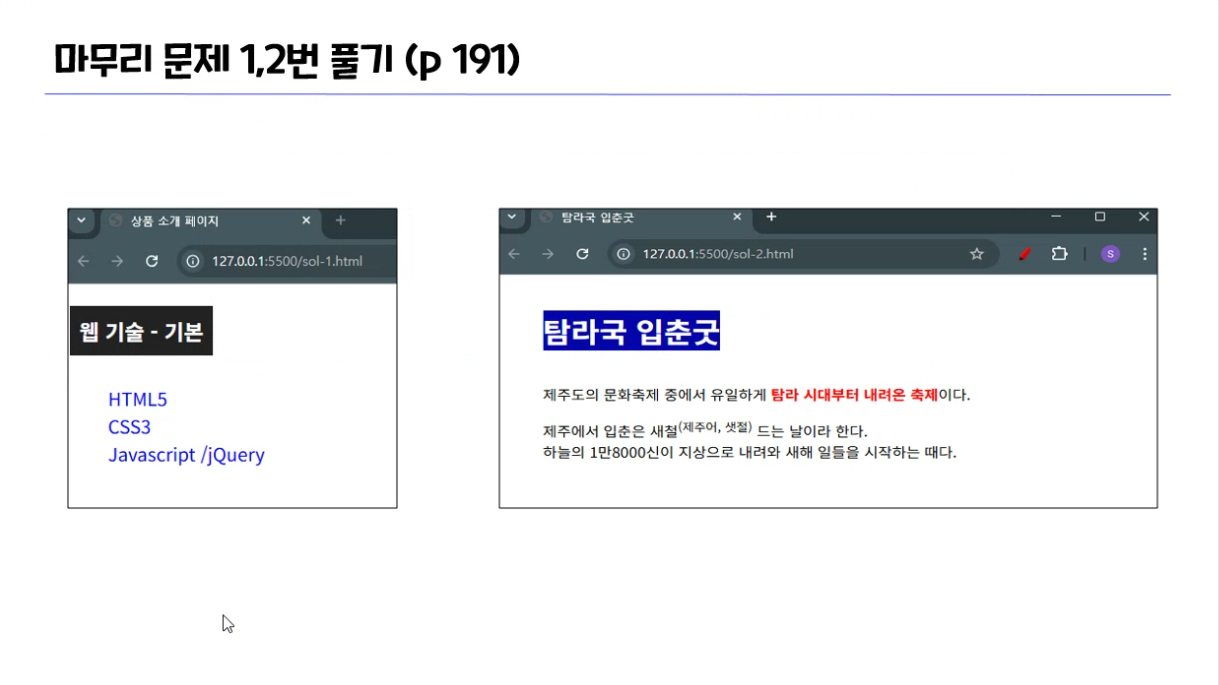 마무리 문제 1,2번 풀기 (p 191)
상품 소개 페이지
127.0.0.1:5500/sol-1.html
웹 기술 - 기본
HTML5
CSS3
Javascript /jQuery
탐라국 입춘굿
127.0.0.1:5500/sol-2.html
S
탐라국 입춘굿
제주도의 문화축제 중에서 유일하게 탐라 시대부터 내려온 축제이다.
제주에서 입춘은 새철(제주어, 샛절) 드는 날이라 한다.
하늘의 1만8000신이 지상으로 내려와 새해 일들을 시작하는 때다.